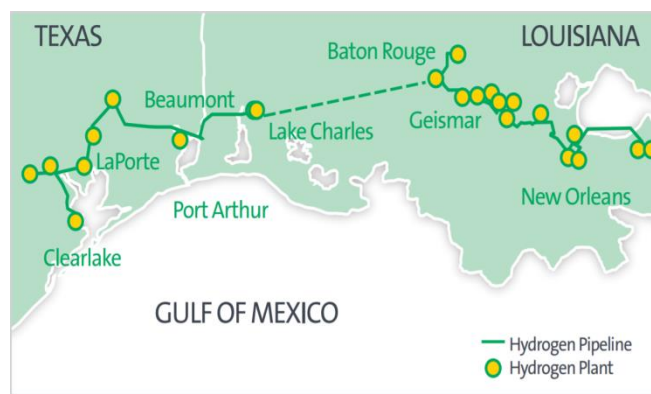 TEXAS
LOUISIANA
Baton Rouge
Beaumont
Lake Charles
Geismar
LaPorte
New Orleans
Port Arthur
Clearlake
GULF OF MEXICO
Hydrogen Pipeline
Hydrogen Plant